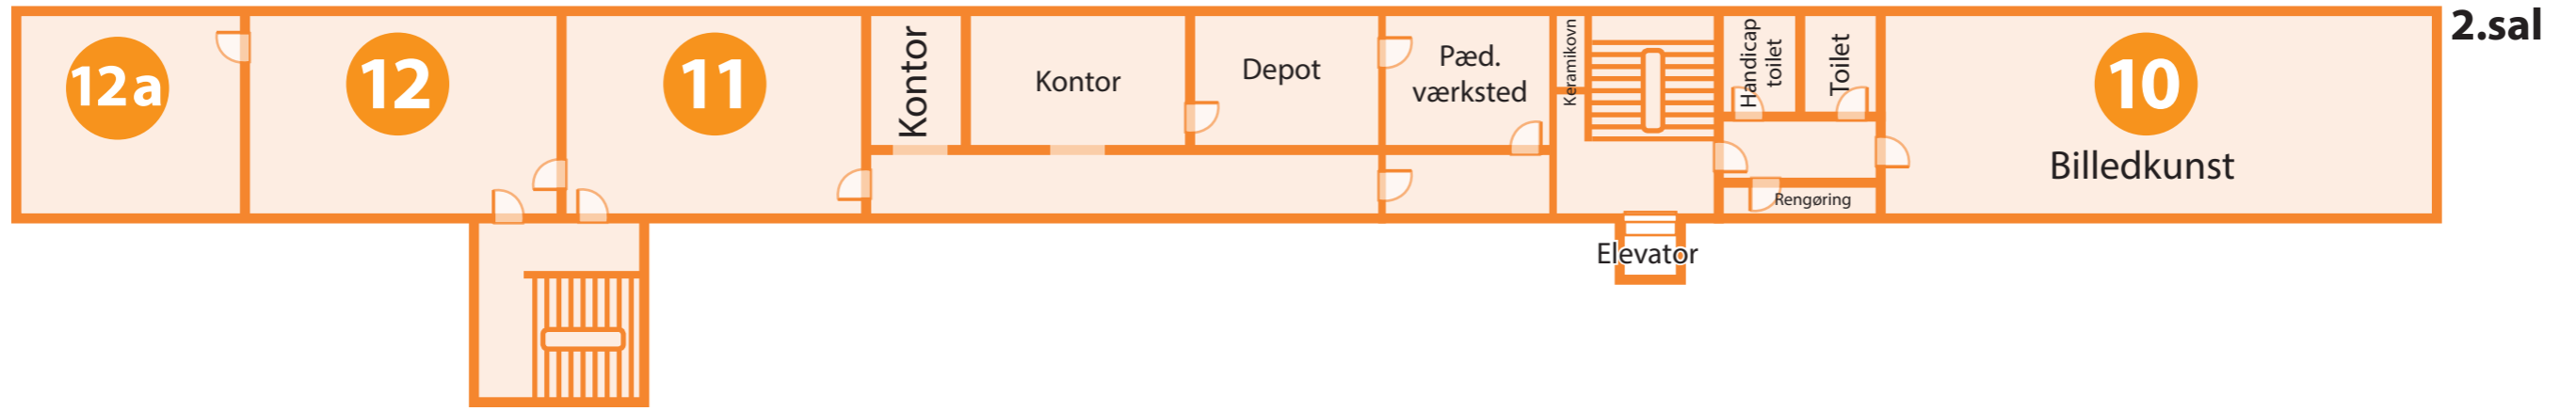 2.sal
12a
12
11
Kontor
Kontor
Depot
Pæd.
værksted
Keramikovn
Handicap
toilet
Toilet
10
Billedkunst
Rengøring
Elevator